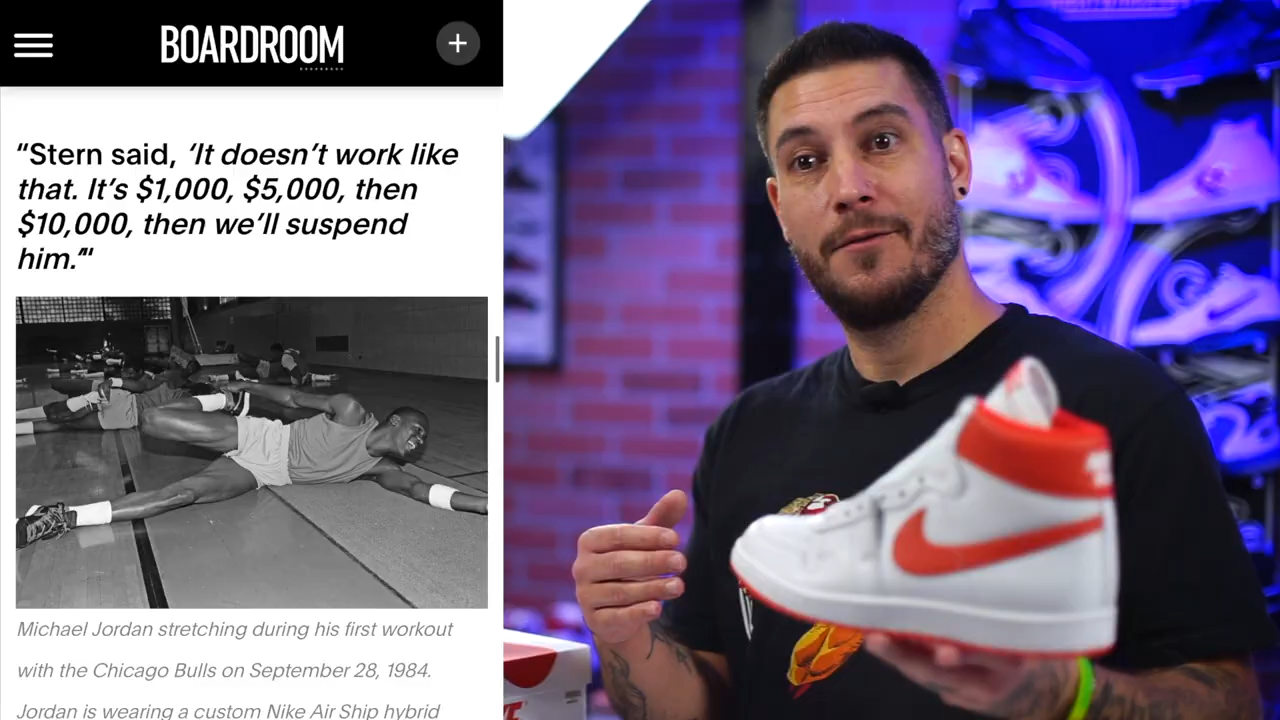 BOARDROOM
“Stern said, ‘It doesn’t work like
that. It’s $1,000, $5,000, then
$10,000, then we’ll suspend
him.’“
Michael Jordan stretching during his first workout
with the Chicago Bulls on September 28, 1984.
Jordan is wearing a custom Nike Air Ship hybrid